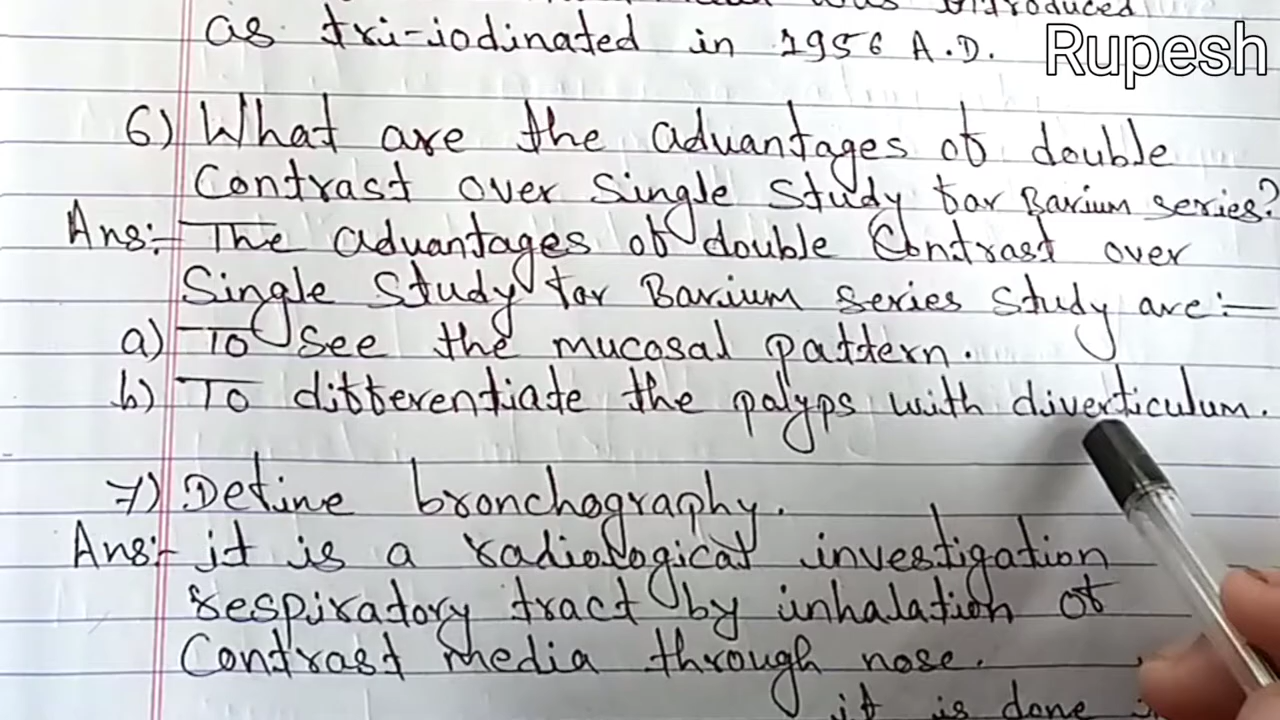 introduced
as tri-iodinated in 1956 A.D.
Rupesh
6) What are the advantages of double
Contrast over Single Study for Barium series?
Ans:- The advantages of double Contrast over
Single Study for Barium series Study are:-
a) To See the mucosal pattern.
b) To differentiate the polyps with diverticulum.
7) Define bronchography.
Ans:- it is a radiological investigation
respiratory tract by inhalation of
Contrast media through nose.
it is done